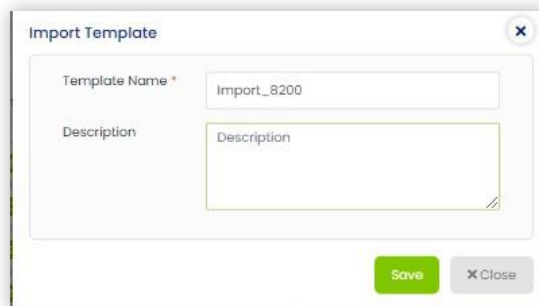 Import Template
Template Name *
Import_8200
Description
Description
Save
Close